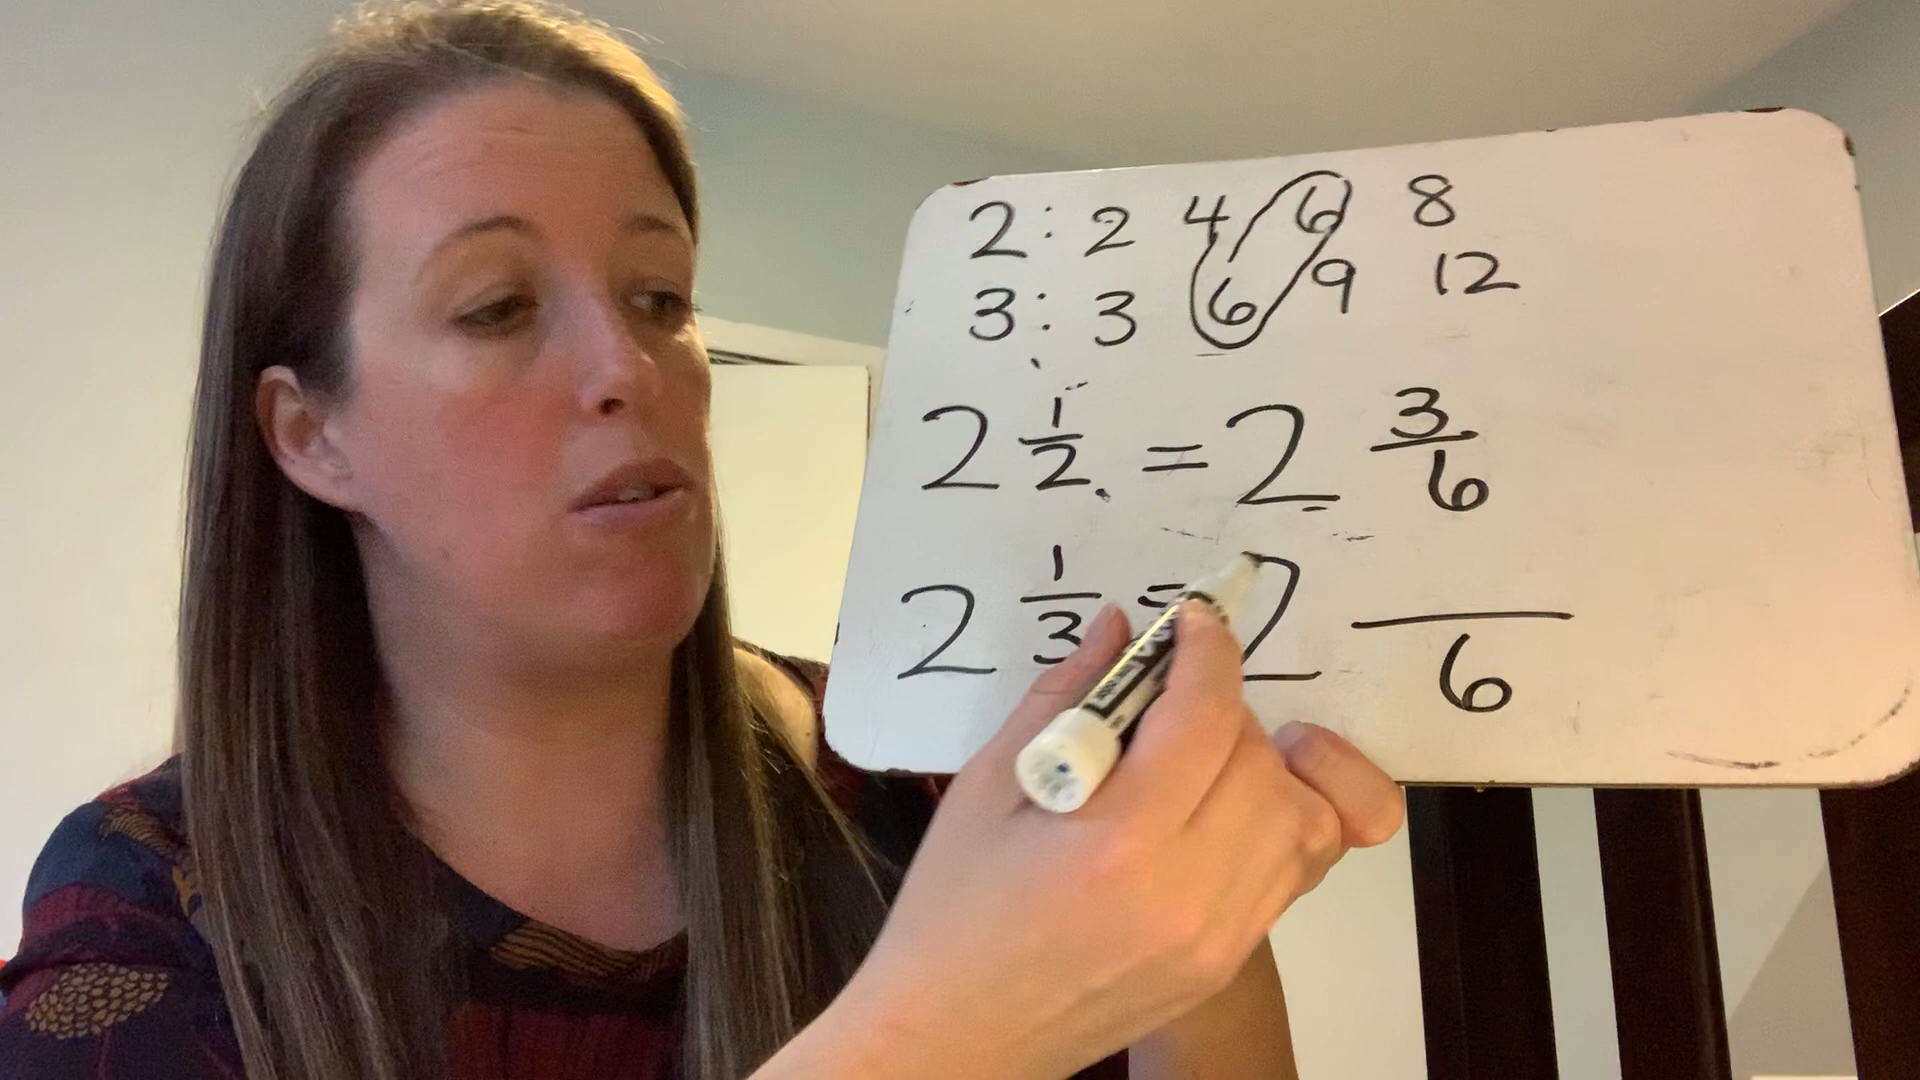 2: 2 4 6 8
3: 3 6 9 12
2 1/2 = 2 3/6
2 1/3 = 2 /6